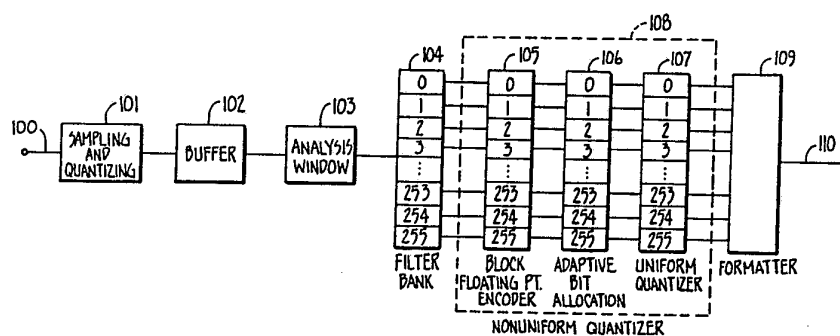 108
104
105
106
107
109
101
102
103
100
110
SAMPLING
AND
QUANTIZING
BUFFER
ANALYSIS
WINDOW
0
1
2
3
⋮
253
254
255
0
1
2
3
⋮
253
254
255
0
1
2
3
⋮
253
254
255
0
1
2
3
⋮
253
254
255
FILTER
BANK
BLOCK
FLOATING PT.
ENCODER
ADAPTIVE
BIT
ALLOCATION
UNIFORM
QUANTIZER
FORMATTER
NONUNIFORM QUANTIZER